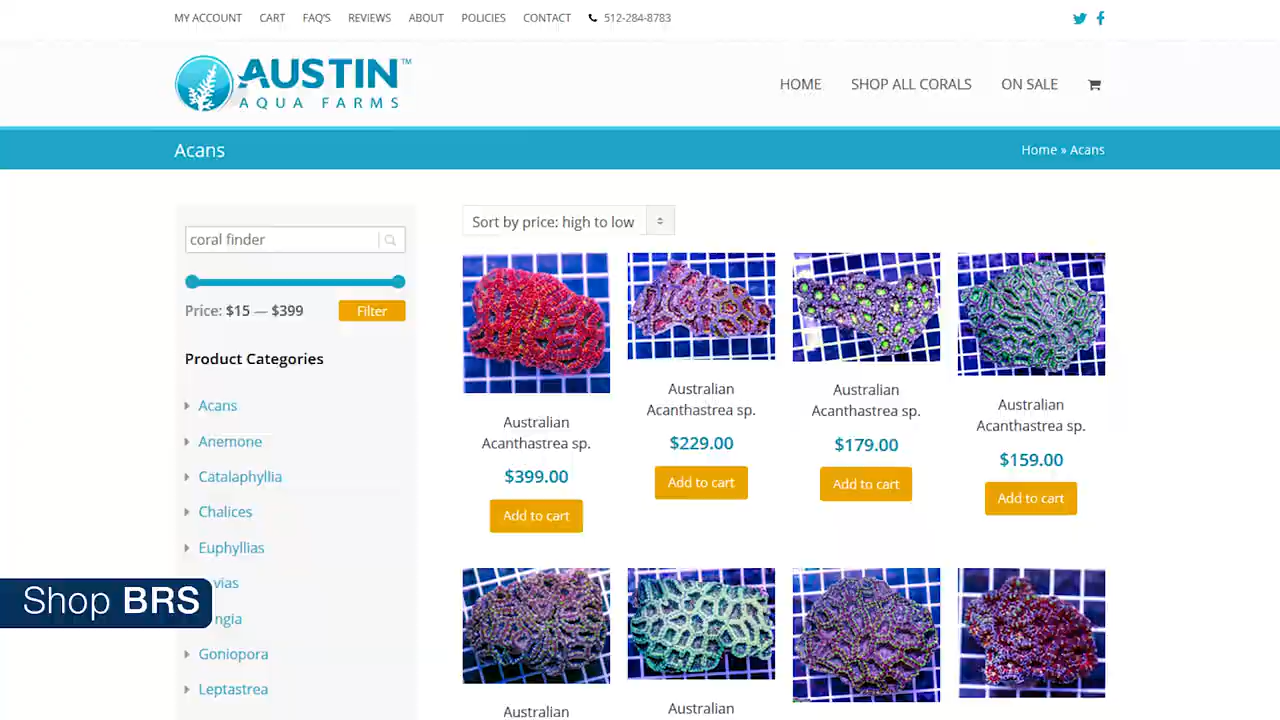 MY ACCOUNT CART FAQ'S REVIEWS ABOUT POLICIES CONTACT 512-284-8783
AUSTIN™
AQUA FARMS
HOME SHOP ALL CORALS ON SALE
Acans
Home » Acans
coral finder
Price: $15 — $399
Filter
Product Categories
Acans
Anemone
Catalaphyllia
Chalices
Euphyllias
vias
ngia
Goniopora
Leptastrea
Shop BRS
Sort by price: high to low
Australian
Acanthastrea sp.
$399.00
Add to cart
Australian
Acanthastrea sp.
$229.00
Add to cart
Australian
Acanthastrea sp.
$179.00
Add to cart
Australian
Acanthastrea sp.
$159.00
Add to cart
Australian
Australian